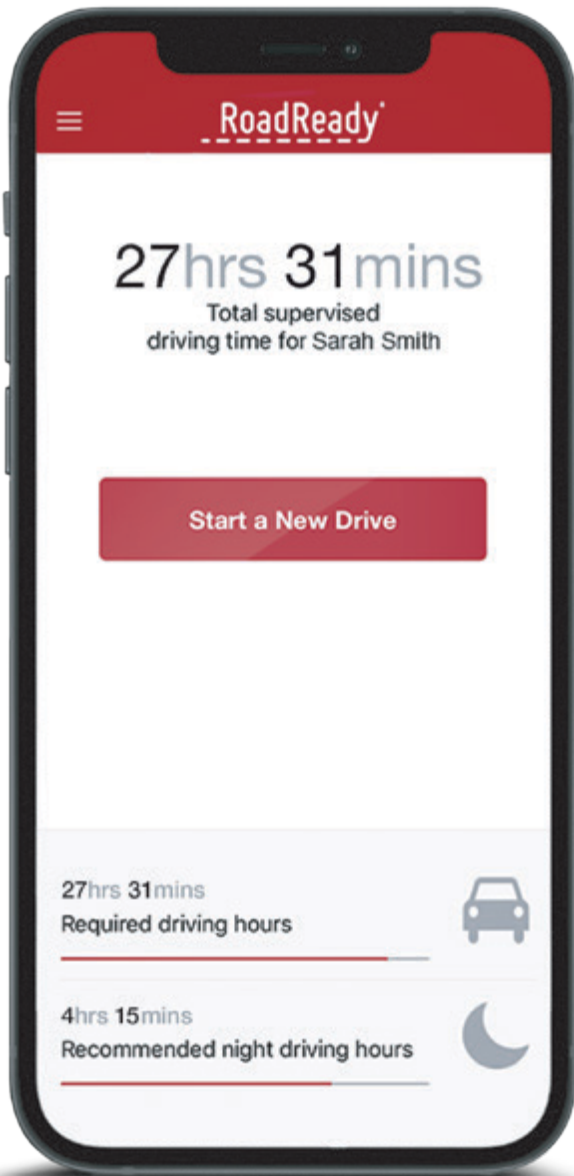 RoadReady
27hrs 31mins
Total supervised
driving time for Sarah Smith
Start a New Drive
27hrs 31mins
Required driving hours
4hrs 15mins
Recommended night driving hours